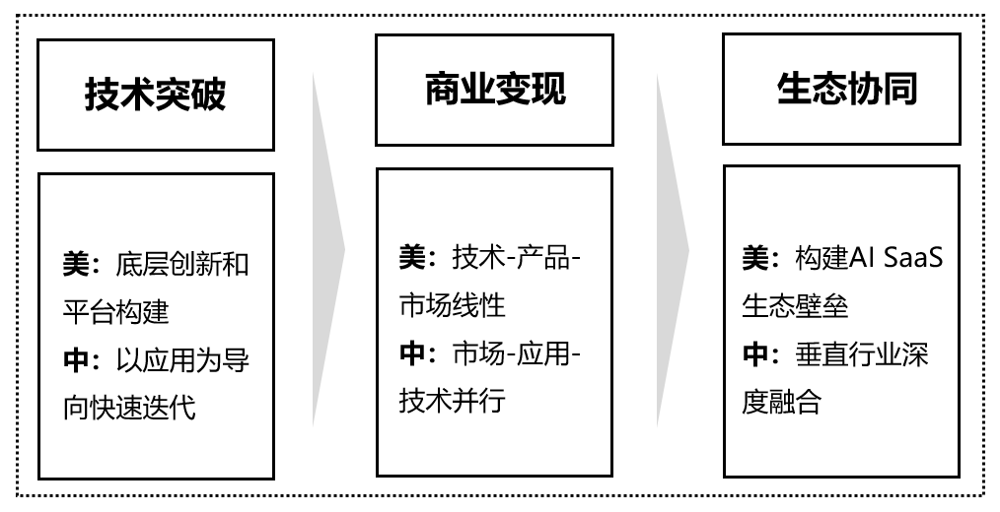 技术突破
美：底层创新和
平台构建
中：以应用为导
向快速迭代
商业变现
美：技术-产品-
市场线性
中：市场-应用-
技术并行
生态协同
美：构建AI SaaS
生态壁垒
中：垂直行业深
度融合